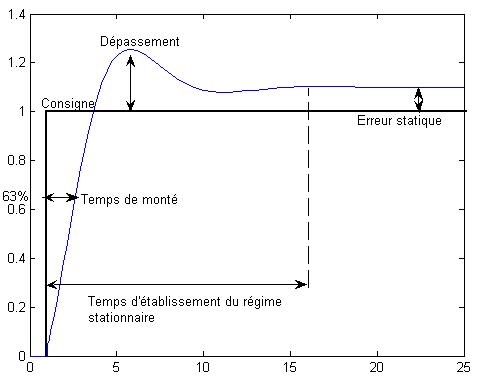 1.4
Dépassement
1.2
Consigne
1
Erreur statique
0.8
63%
Temps de monté
0.6
0.4
Temps d'établissement du régime
stationnaire
0.2
0
0 5 10 15 20 25